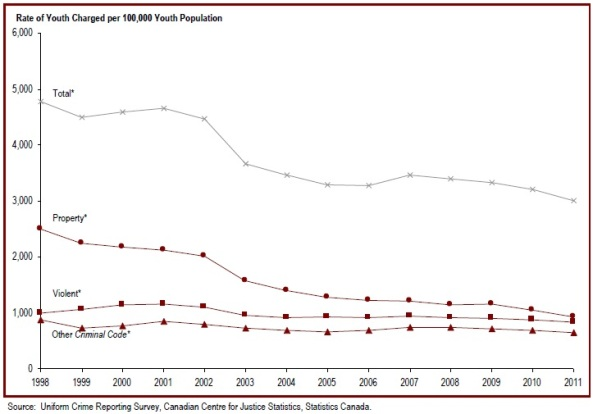 Rate of Youth Charged per 100,000 Youth Population
6,000
5,000
Total*
4,000
3,000
Property*
2,000
Violent*
1,000
Other Criminal Code*
0
1998 1999 2000 2001 2002 2003 2004 2005 2006 2007 2008 2009 2010 2011
Source: Uniform Crime Reporting Survey, Canadian Centre for Justice Statistics, Statistics Canada.